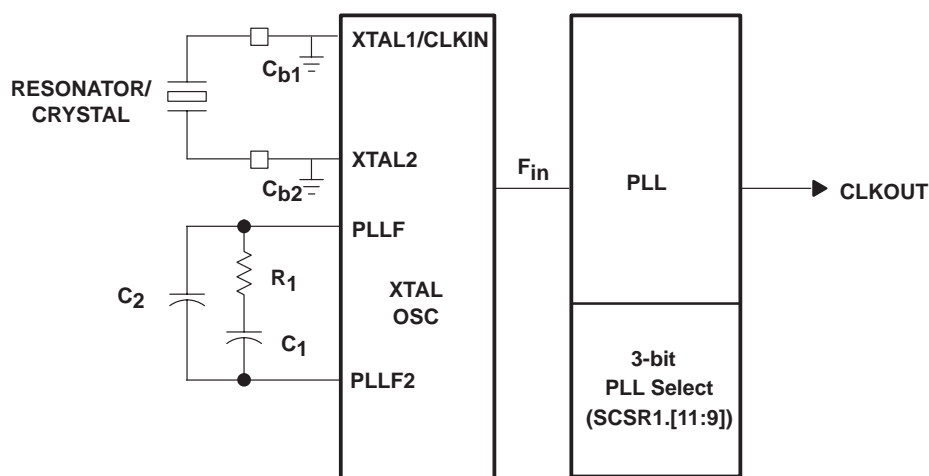 XTAL1/CLKIN
Cb1
RESONATOR/
CRYSTAL
XTAL2
Cb2
Fin
PLL
CLKOUT
PLLF
R1
C2
XTAL
OSC
C1
PLLF2
3-bit
PLL Select
(SCSR1.[11:9])